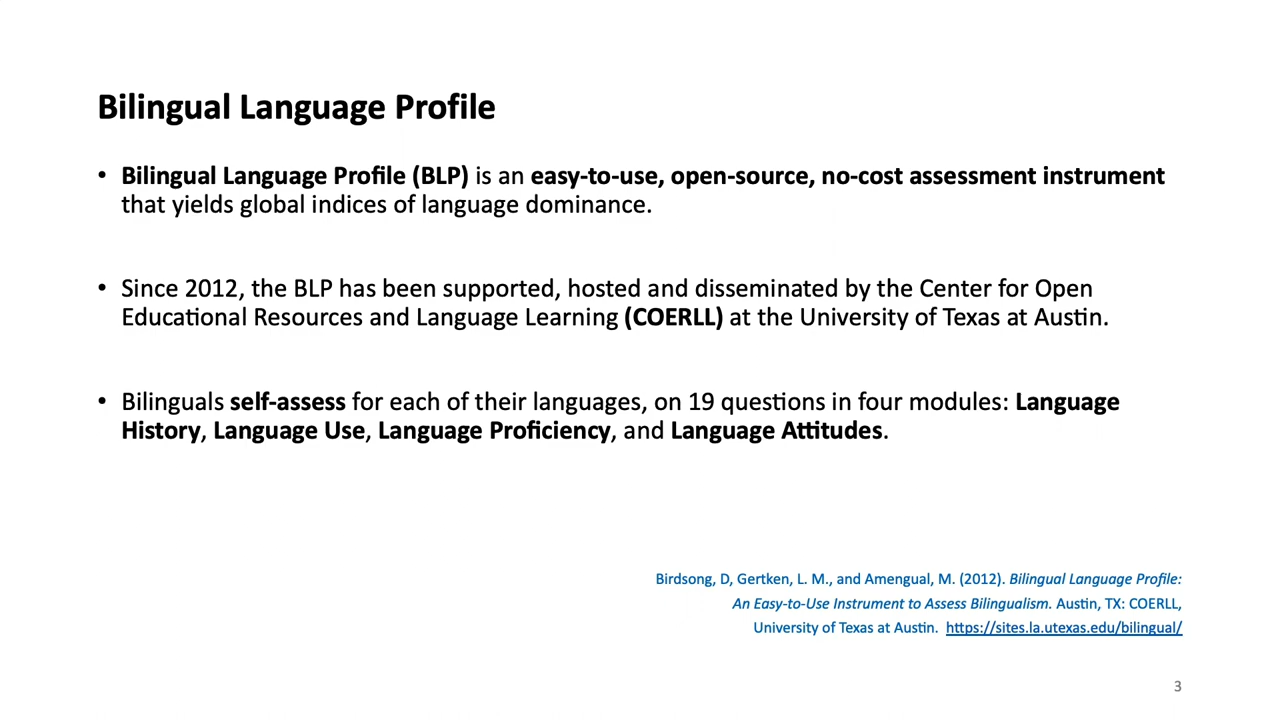 Bilingual Language Profile
• Bilingual Language Profile (BLP) is an easy-to-use, open-source, no-cost assessment instrument
that yields global indices of language dominance.
• Since 2012, the BLP has been supported, hosted and disseminated by the Center for Open
Educational Resources and Language Learning (COERLL) at the University of Texas at Austin.
• Bilinguals self-assess for each of their languages, on 19 questions in four modules: Language
History, Language Use, Language Proficiency, and Language Attitudes.
Birdsong, D, Gertken, L. M., and Amengual, M. (2012). Bilingual Language Profile:
An Easy-to-Use Instrument to Assess Bilingualism. Austin, TX: COERLL,
University of Texas at Austin. https://sites.la.utexas.edu/bilingual/
3